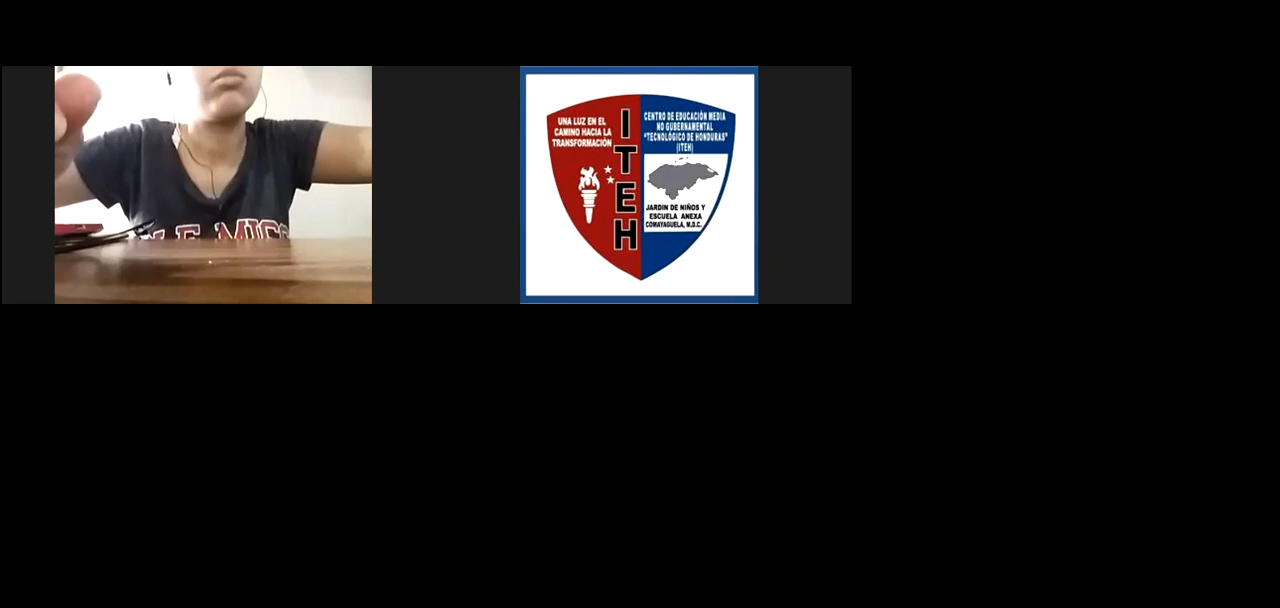 UNA LUZ EN EL
CAMINO HACIA LA
TRANSFORMACIÓN
ITEH
CENTRO DE EDUCACIÓN MEDIA
NO GUBERNAMENTAL
"TECNOLÓGICO DE HONDURAS"
(ITEH)
JARDIN DE NIÑOS Y
ESCUELA ANEXA
COMAYAGUELA, M.D.C.